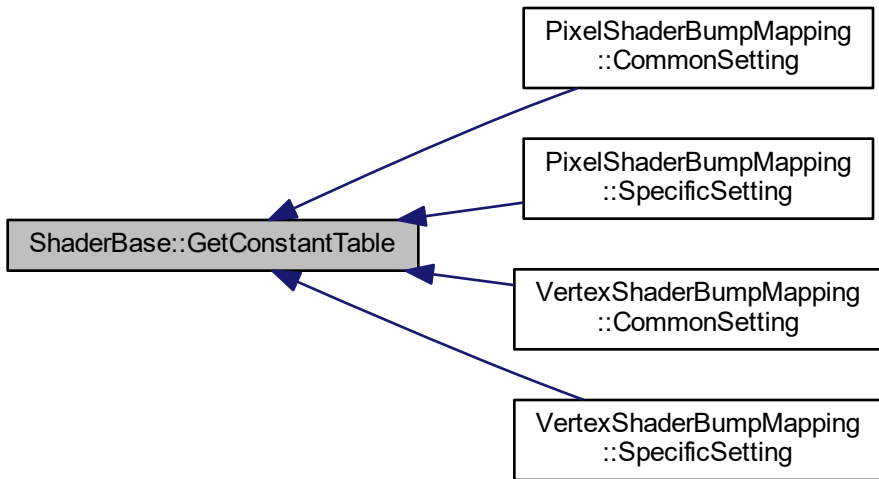 PixelShaderBumpMapping
::CommonSetting
PixelShaderBumpMapping
::SpecificSetting
ShaderBase::GetConstantTable
VertexShaderBumpMapping
::CommonSetting
VertexShaderBumpMapping
::SpecificSetting